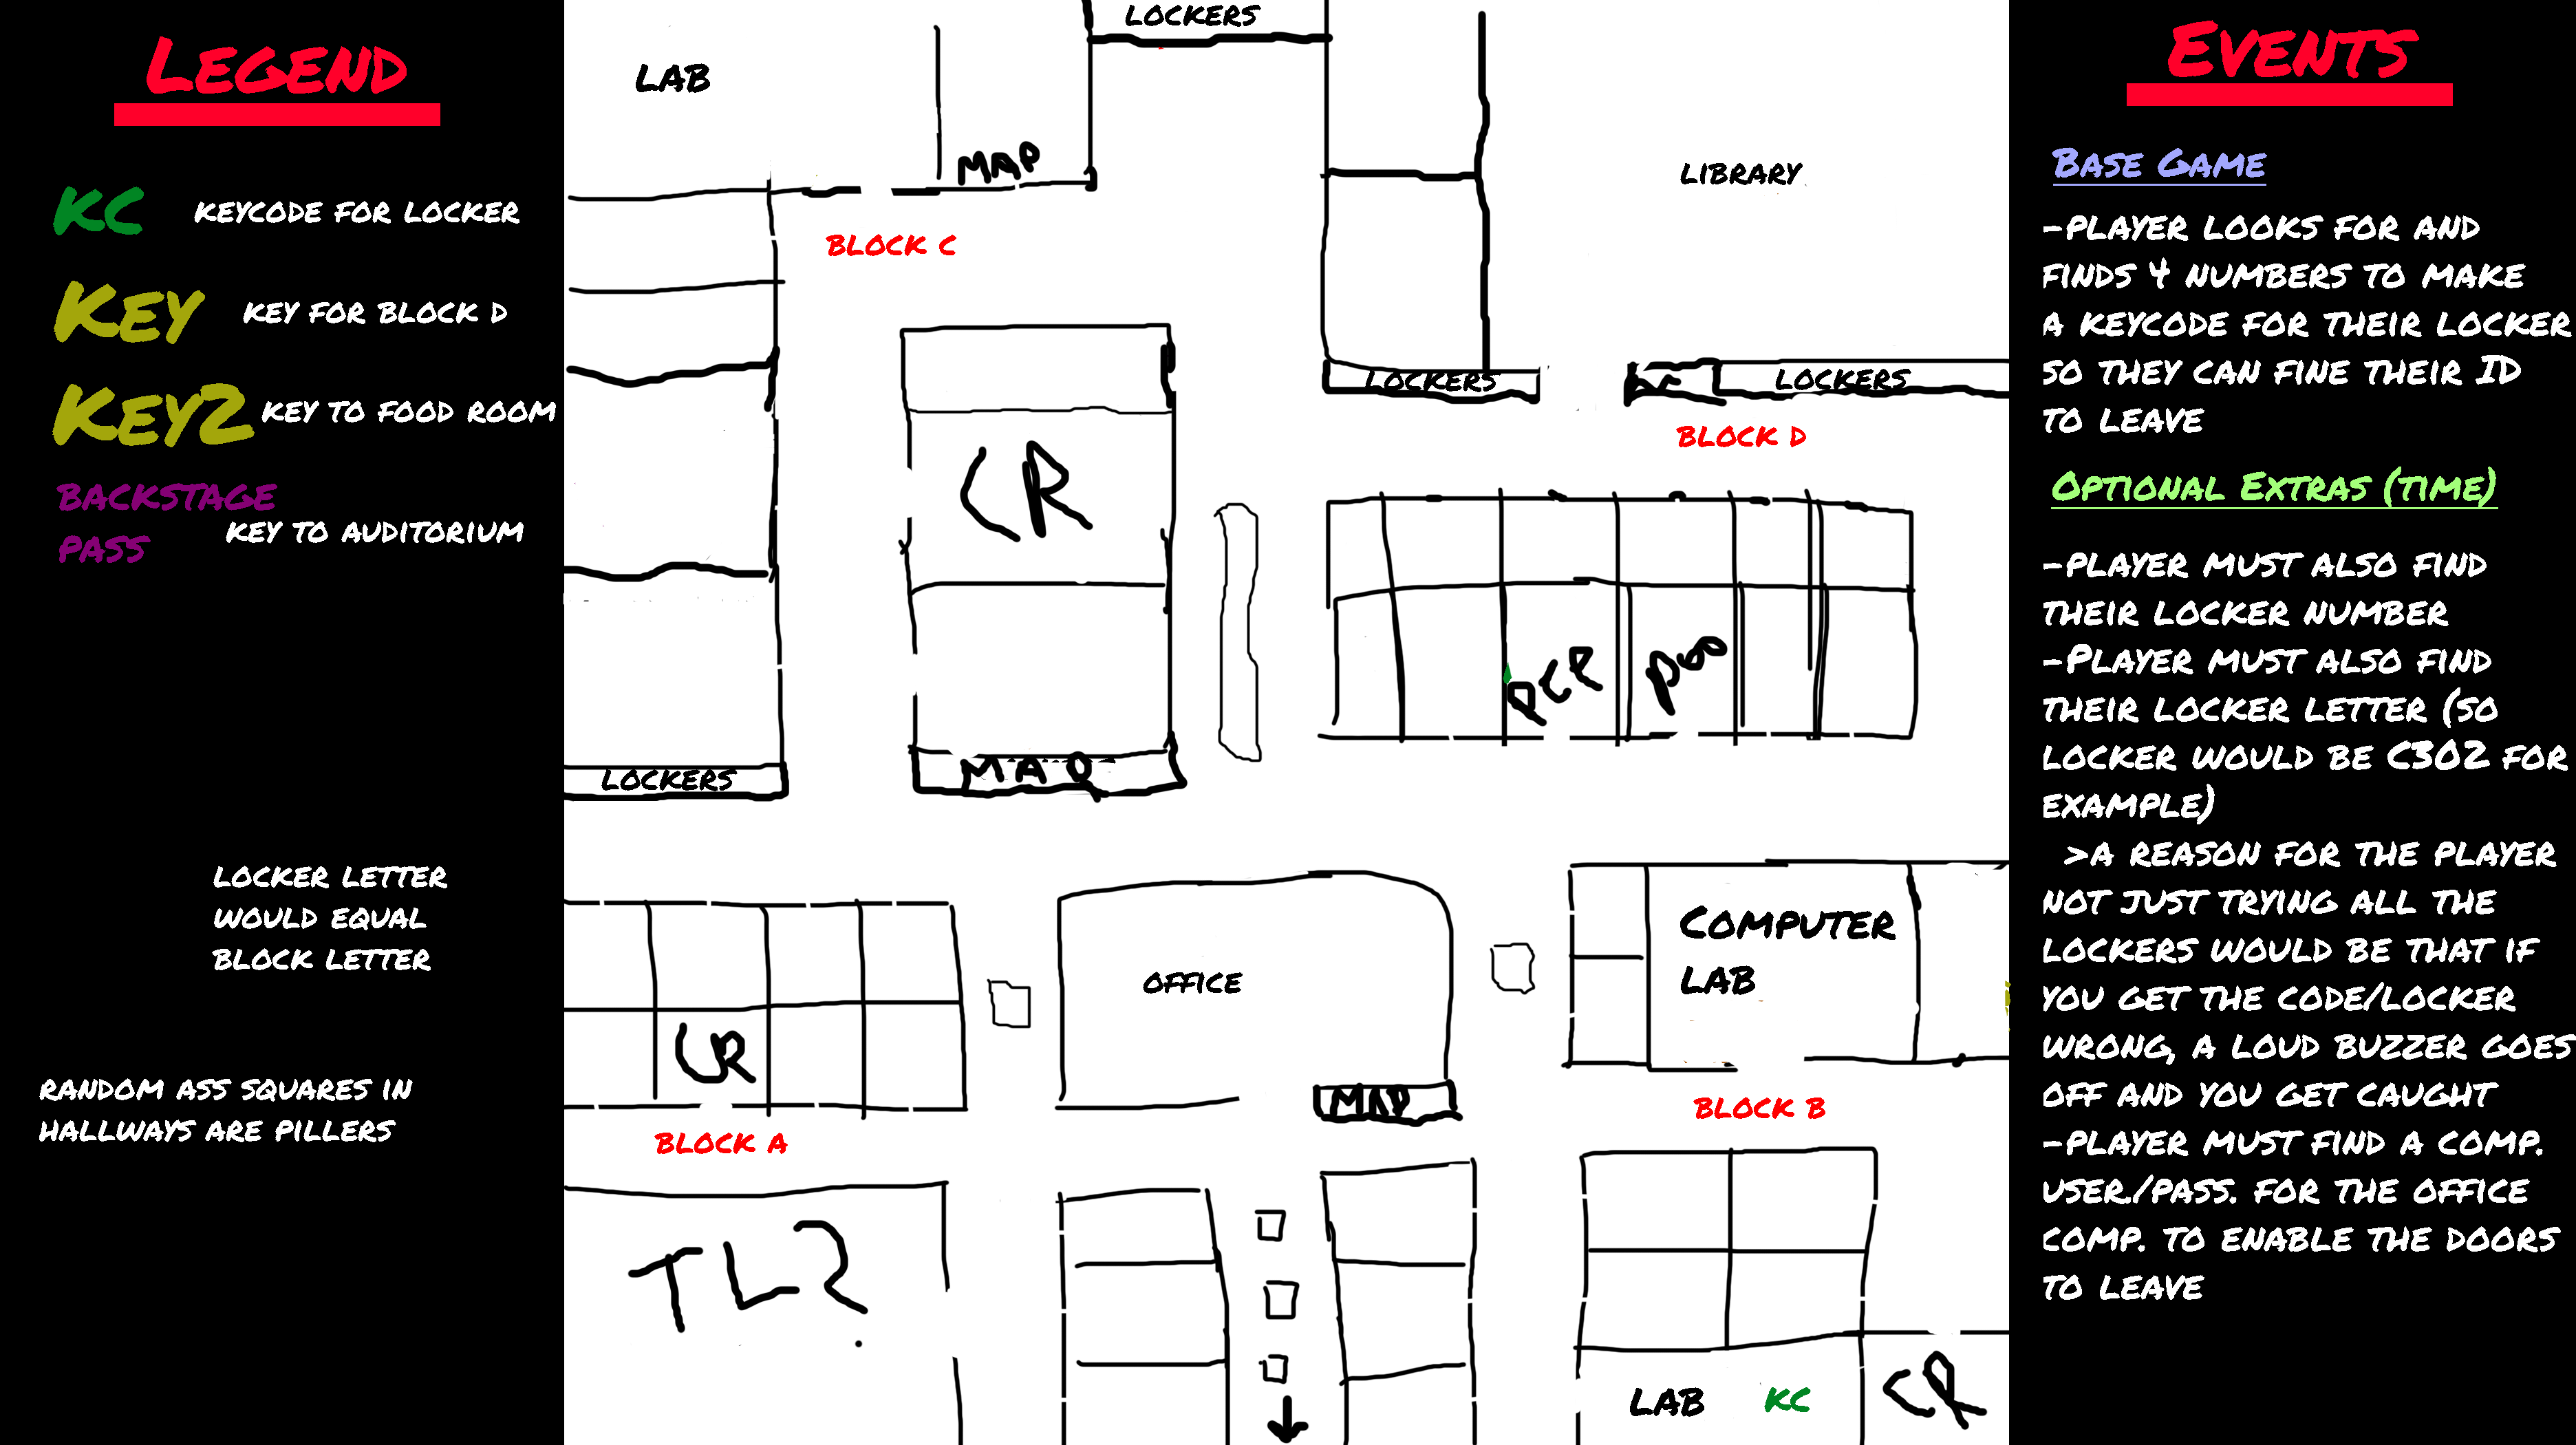 LEGEND
KC KEYCODE FOR LOCKER
KEY KEY FOR BLOCK D
KEY2 KEY TO FOOD ROOM
BACKSTAGE
PASS
KEY TO AUDITORIUM
LOCKER LETTER
WOULD EQUAL
BLOCK LETTER
RANDOM ASS SQUARES IN
HALLWAYS ARE PILLERS
LOCKERS
LAB
MAP
LIBRARY
BLOCK C
LOCKERS
LOCKERS
BLOCK D
CR
PCR
LOCKERS
MAP
COMPUTER
LAB
OFFICE
CR
MAP
BLOCK B
BLOCK A
TL?
LAB KC
CR
EVENTS
BASE GAME
-PLAYER LOOKS FOR AND
FINDS 4 NUMBERS TO MAKE
A KEYCODE FOR THEIR LOCKER
SO THEY CAN FINE THEIR ID
TO LEAVE
OPTIONAL EXTRAS (TIME)
-PLAYER MUST ALSO FIND
THEIR LOCKER NUMBER
-PLAYER MUST ALSO FIND
THEIR LOCKER LETTER (SO
LOCKER WOULD BE C302 FOR
EXAMPLE)
>A REASON FOR THE PLAYER
NOT JUST TRYING ALL THE
LOCKERS WOULD BE THAT IF
YOU GET THE CODE/LOCKER
WRONG, A LOUD BUZZER GOES
OFF AND YOU GET CAUGHT
-PLAYER MUST FIND A COMP.
USER./PASS. FOR THE OFFICE
COMP. TO ENABLE THE DOORS
TO LEAVE